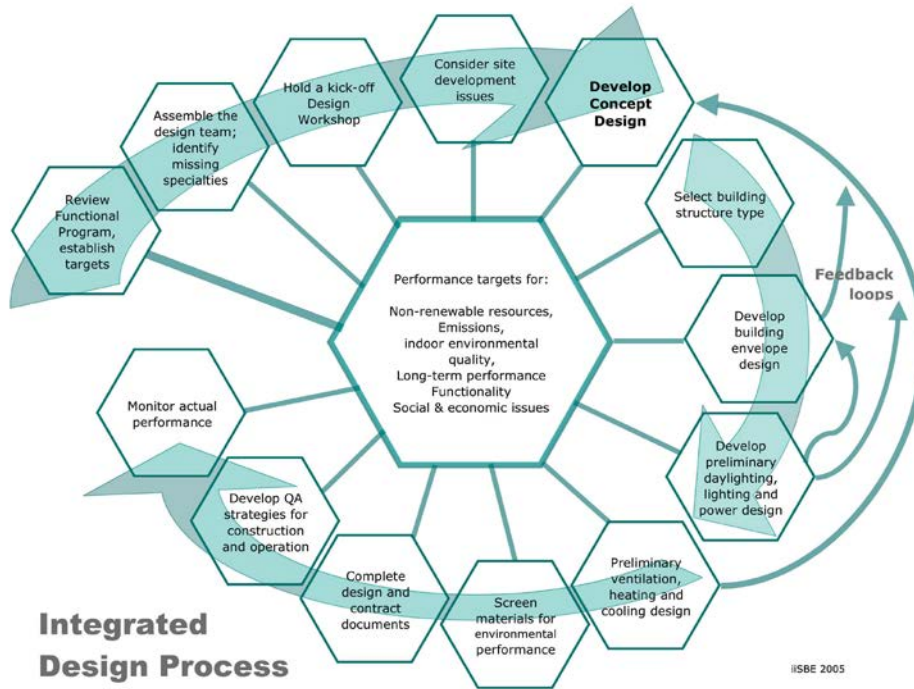 Review
Functional
Program,
establish
targets
Assemble the
design team;
identify
missing
specialties
Hold a kick-off
Design
Workshop
Consider site
development
issues
Develop
Concept
Design
Select building
structure type
Develop
building
envelope
design
Feedback
loops
Develop
preliminary
daylighting,
lighting and
power design
Preliminary
ventilation,
heating and
cooling design
Screen
materials for
environmental
performance
Complete
design and
contract
documents
Develop QA
strategies for
construction
and operation
Monitor actual
performance
Performance targets for:
Non-renewable resources,
Emissions,
indoor environmental
quality,
Long-term performance
Functionality
Social & economic issues
Integrated
Design Process
iiSBE 2005